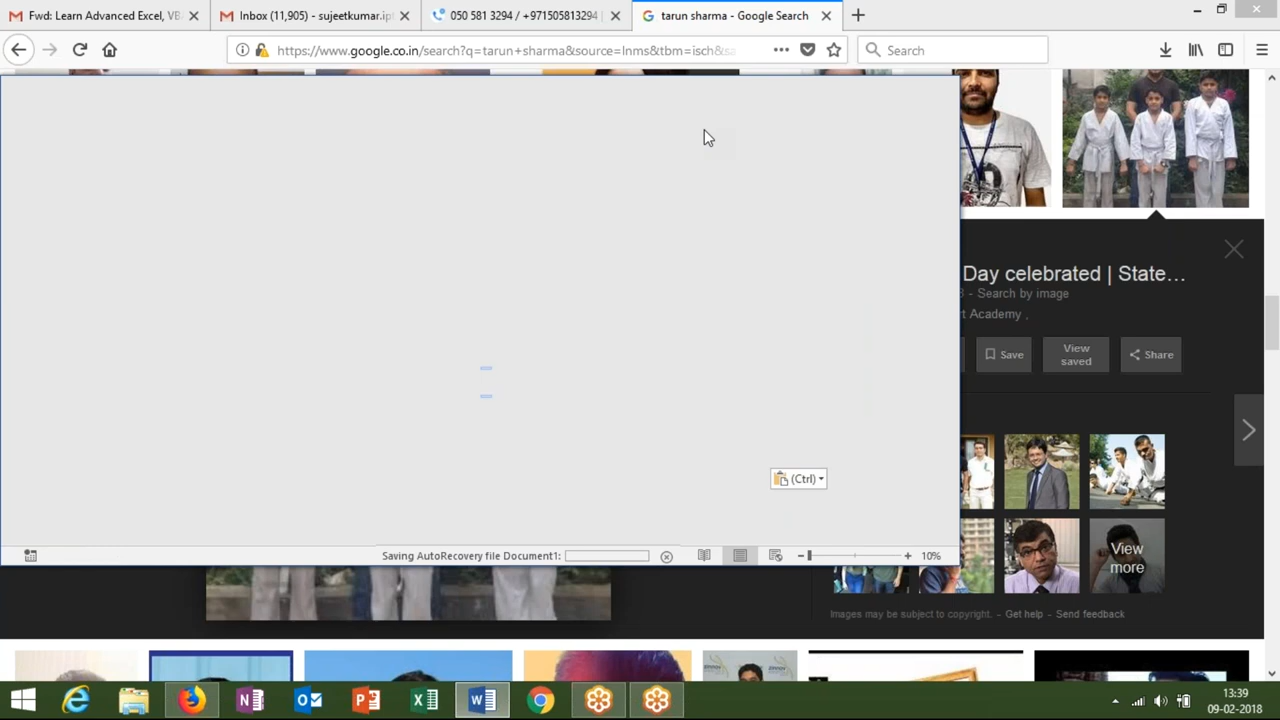 Fwd: Learn Advanced Excel, VB
Inbox (11,905) - sujeetkumar.ip
050 581 3294 / +971505813294
tarun sharma - Google Search
https://www.google.co.in/search?q=tarun+sharma&source=lnms&tbm=isch&sa
Search
Day celebrated | State…
- Search by image
rt Academy ,
Save
View saved
Share
(Ctrl)
View more
Saving AutoRecovery file Document1:
10%
Images may be subject to copyright. - Get help - Send feedback
13:39
09-02-2018